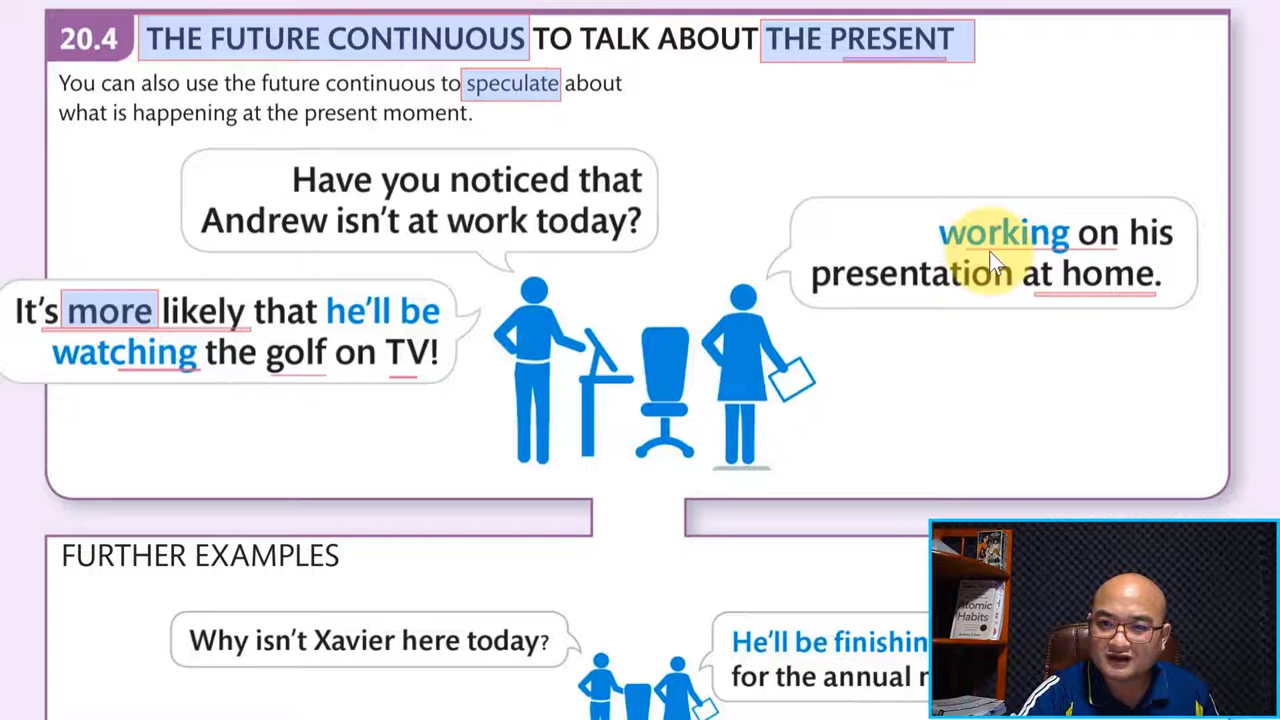 20.4 THE FUTURE CONTINUOUS TO TALK ABOUT THE PRESENT
You can also use the future continuous to speculate about
what is happening at the present moment.
Have you noticed that
Andrew isn't at work today?
working on his
presentation at home.
It's more likely that he'll be
watching the golf on TV!
FURTHER EXAMPLES
Why isn't Xavier here today?
He'll be finishin
for the annual
Atomic
Habits